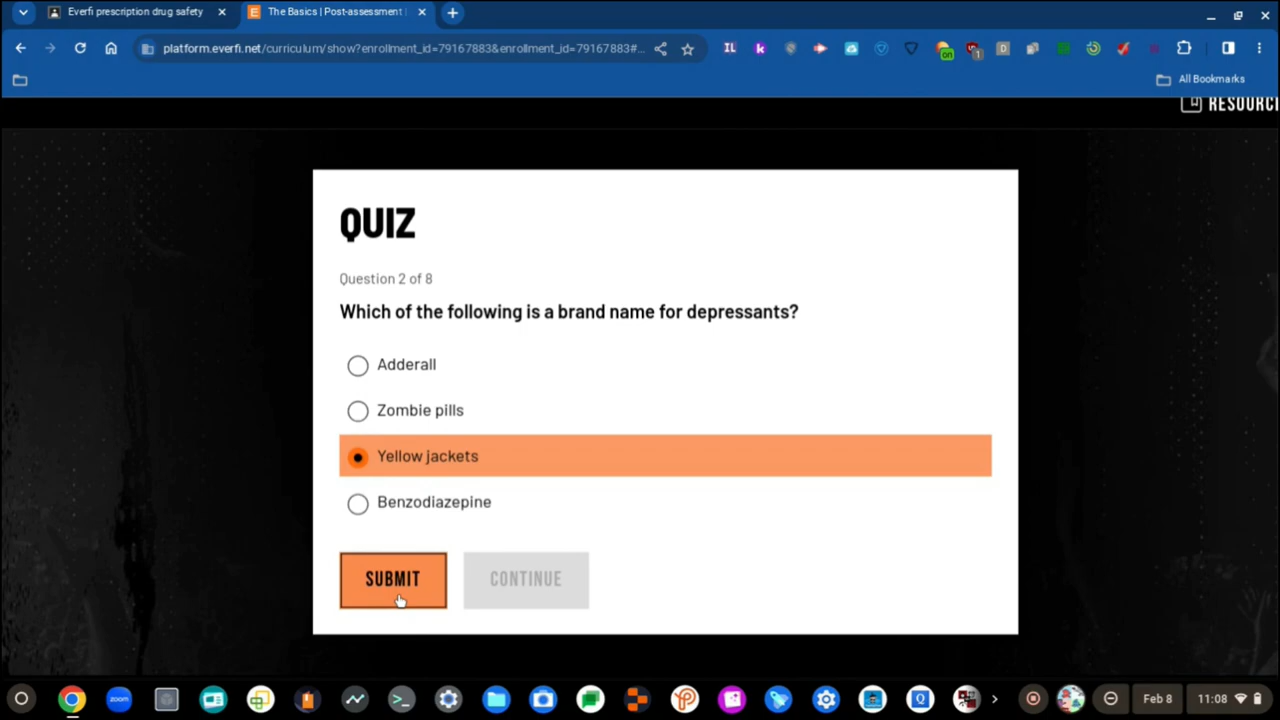 Everfi prescription drug safety
The Basics | Post-assessment |
platform.everfi.net/curriculum/show?enrollment_id=79167883&enrollment_id=79167883#...
All Bookmarks
RESOURC
QUIZ
Question 2 of 8
Which of the following is a brand name for depressants?
Adderall
Zombie pills
Yellow jackets
Benzodiazepine
SUBMIT
CONTINUE
zoom
Feb 8
11:08